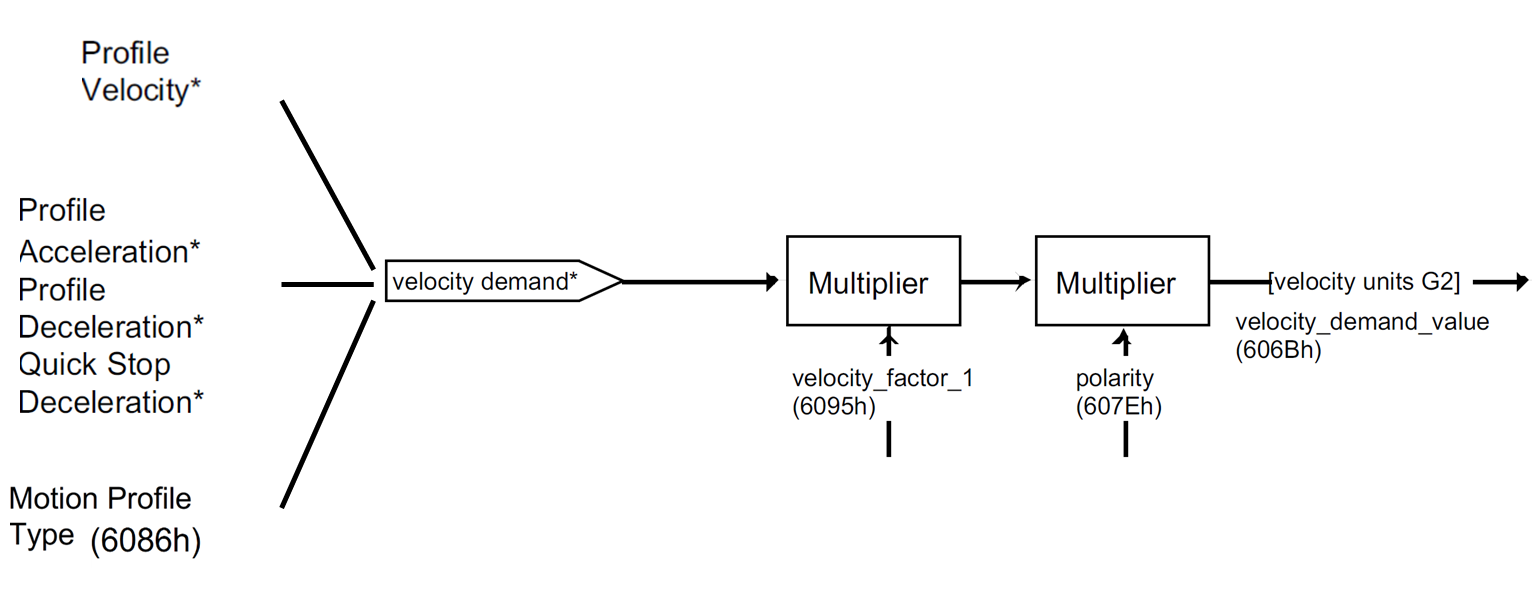 Profile
Velocity*
Profile
Acceleration*
Profile
Deceleration*
Quick Stop
Deceleration*
Motion Profile
Type (6086h)
velocity demand*
Multiplier
velocity_factor_1
(6095h)
Multiplier
polarity
(607Eh)
[velocity units G2]
velocity_demand_value
(606Bh)